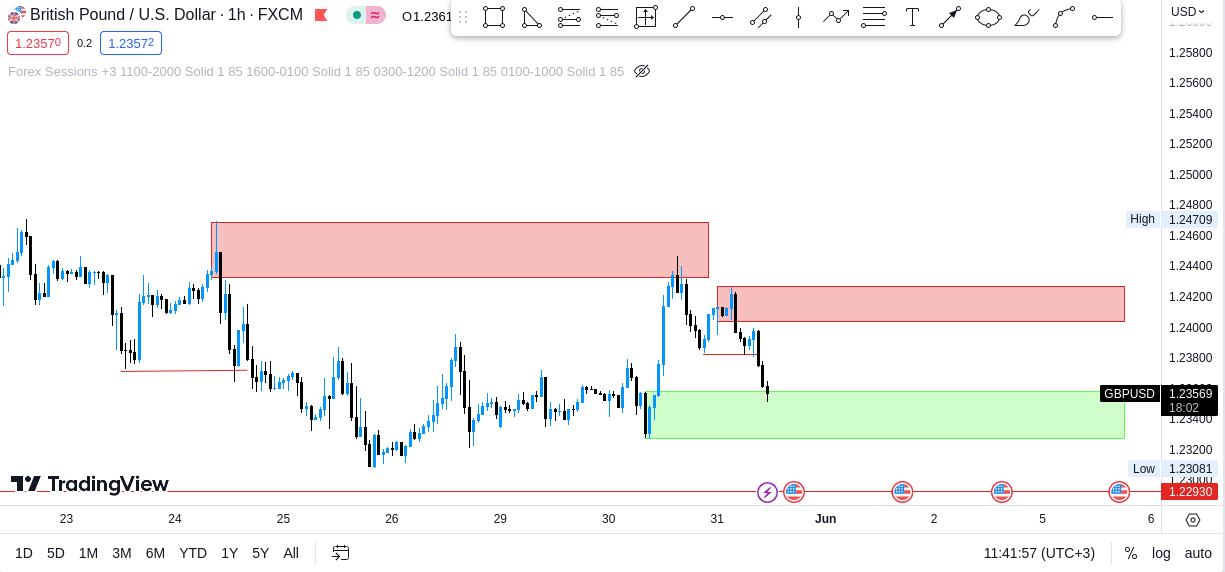 British Pound / U.S. Dollar · 1h · FXCM
O1.2361
USD
1.23570 0.2 1.23572
Forex Sessions +3 1100-2000 Solid 1 85 1600-0100 Solid 1 85 0300-1200 Solid 1 85 0100-1000 Solid 1 85
1.25800
1.25600
1.25400
1.25200
1.25000
1.24800
High 1.24709
1.24600
1.24400
1.24200
1.24000
1.23800
GBPUSD 1.23569
18:02
1.23400
1.23200
Low 1.23081
1.23000
TradingView
1.22930
23 24 25 26 29 30 31 Jun 2 5 6
1D 5D 1M 3M 6M YTD 1Y 5Y All 11:41:57 (UTC+3) % log auto